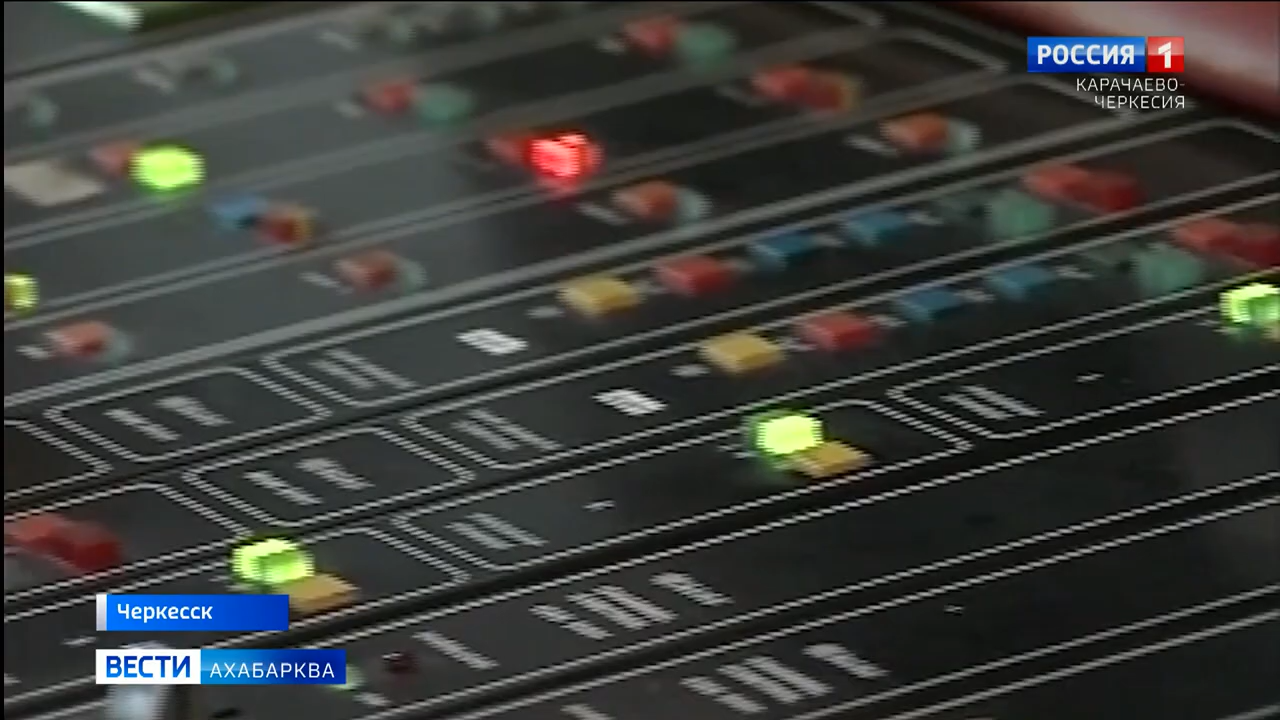 РОССИЯ 1
КАРАЧАЕВО-
ЧЕРКЕСИЯ
Черкесск
ВЕСТИ АХАБАРКВА